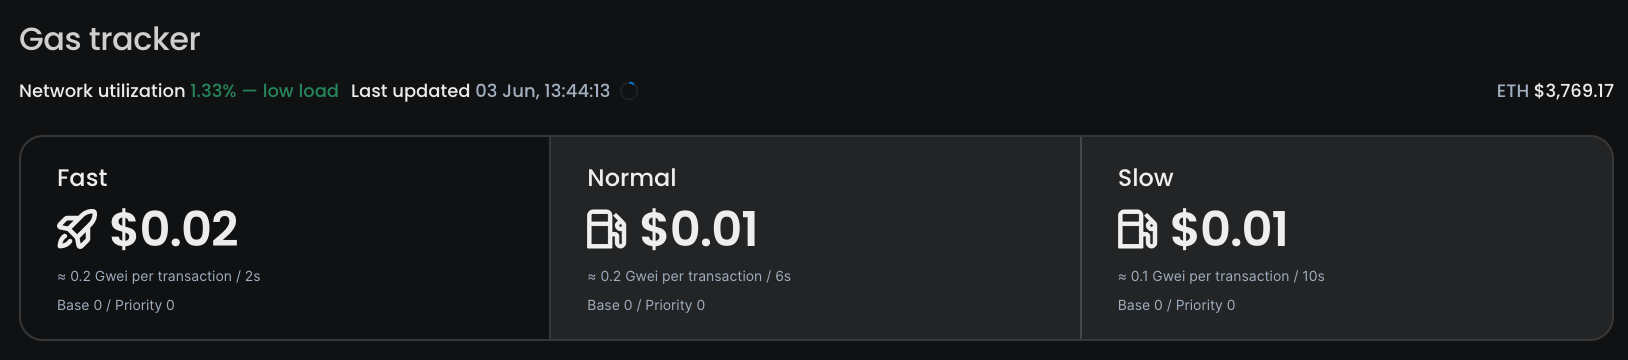 Gas tracker
Network utilization 1.33% — low load Last updated 03 Jun, 13:44:13 ETH $3,769.17
Fast
$0.02
≈ 0.2 Gwei per transaction / 2s
Base 0 / Priority 0
Normal
$0.01
≈ 0.2 Gwei per transaction / 6s
Base 0 / Priority 0
Slow
$0.01
≈ 0.1 Gwei per transaction / 10s
Base 0 / Priority 0